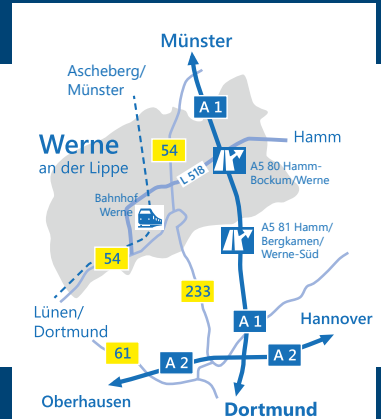 Münster
Ascheberg/
Münster
A 1
Werne
an der Lippe
54
Hamm
L 518
A5 80 Hamm-
Bockum/Werne
Bahnhof
Werne
A5 81 Hamm/
Bergkamen/
Werne-Süd
54
233
Lünen/
Dortmund
A 1
Hannover
61
A 2
A 2
Oberhausen
Dortmund